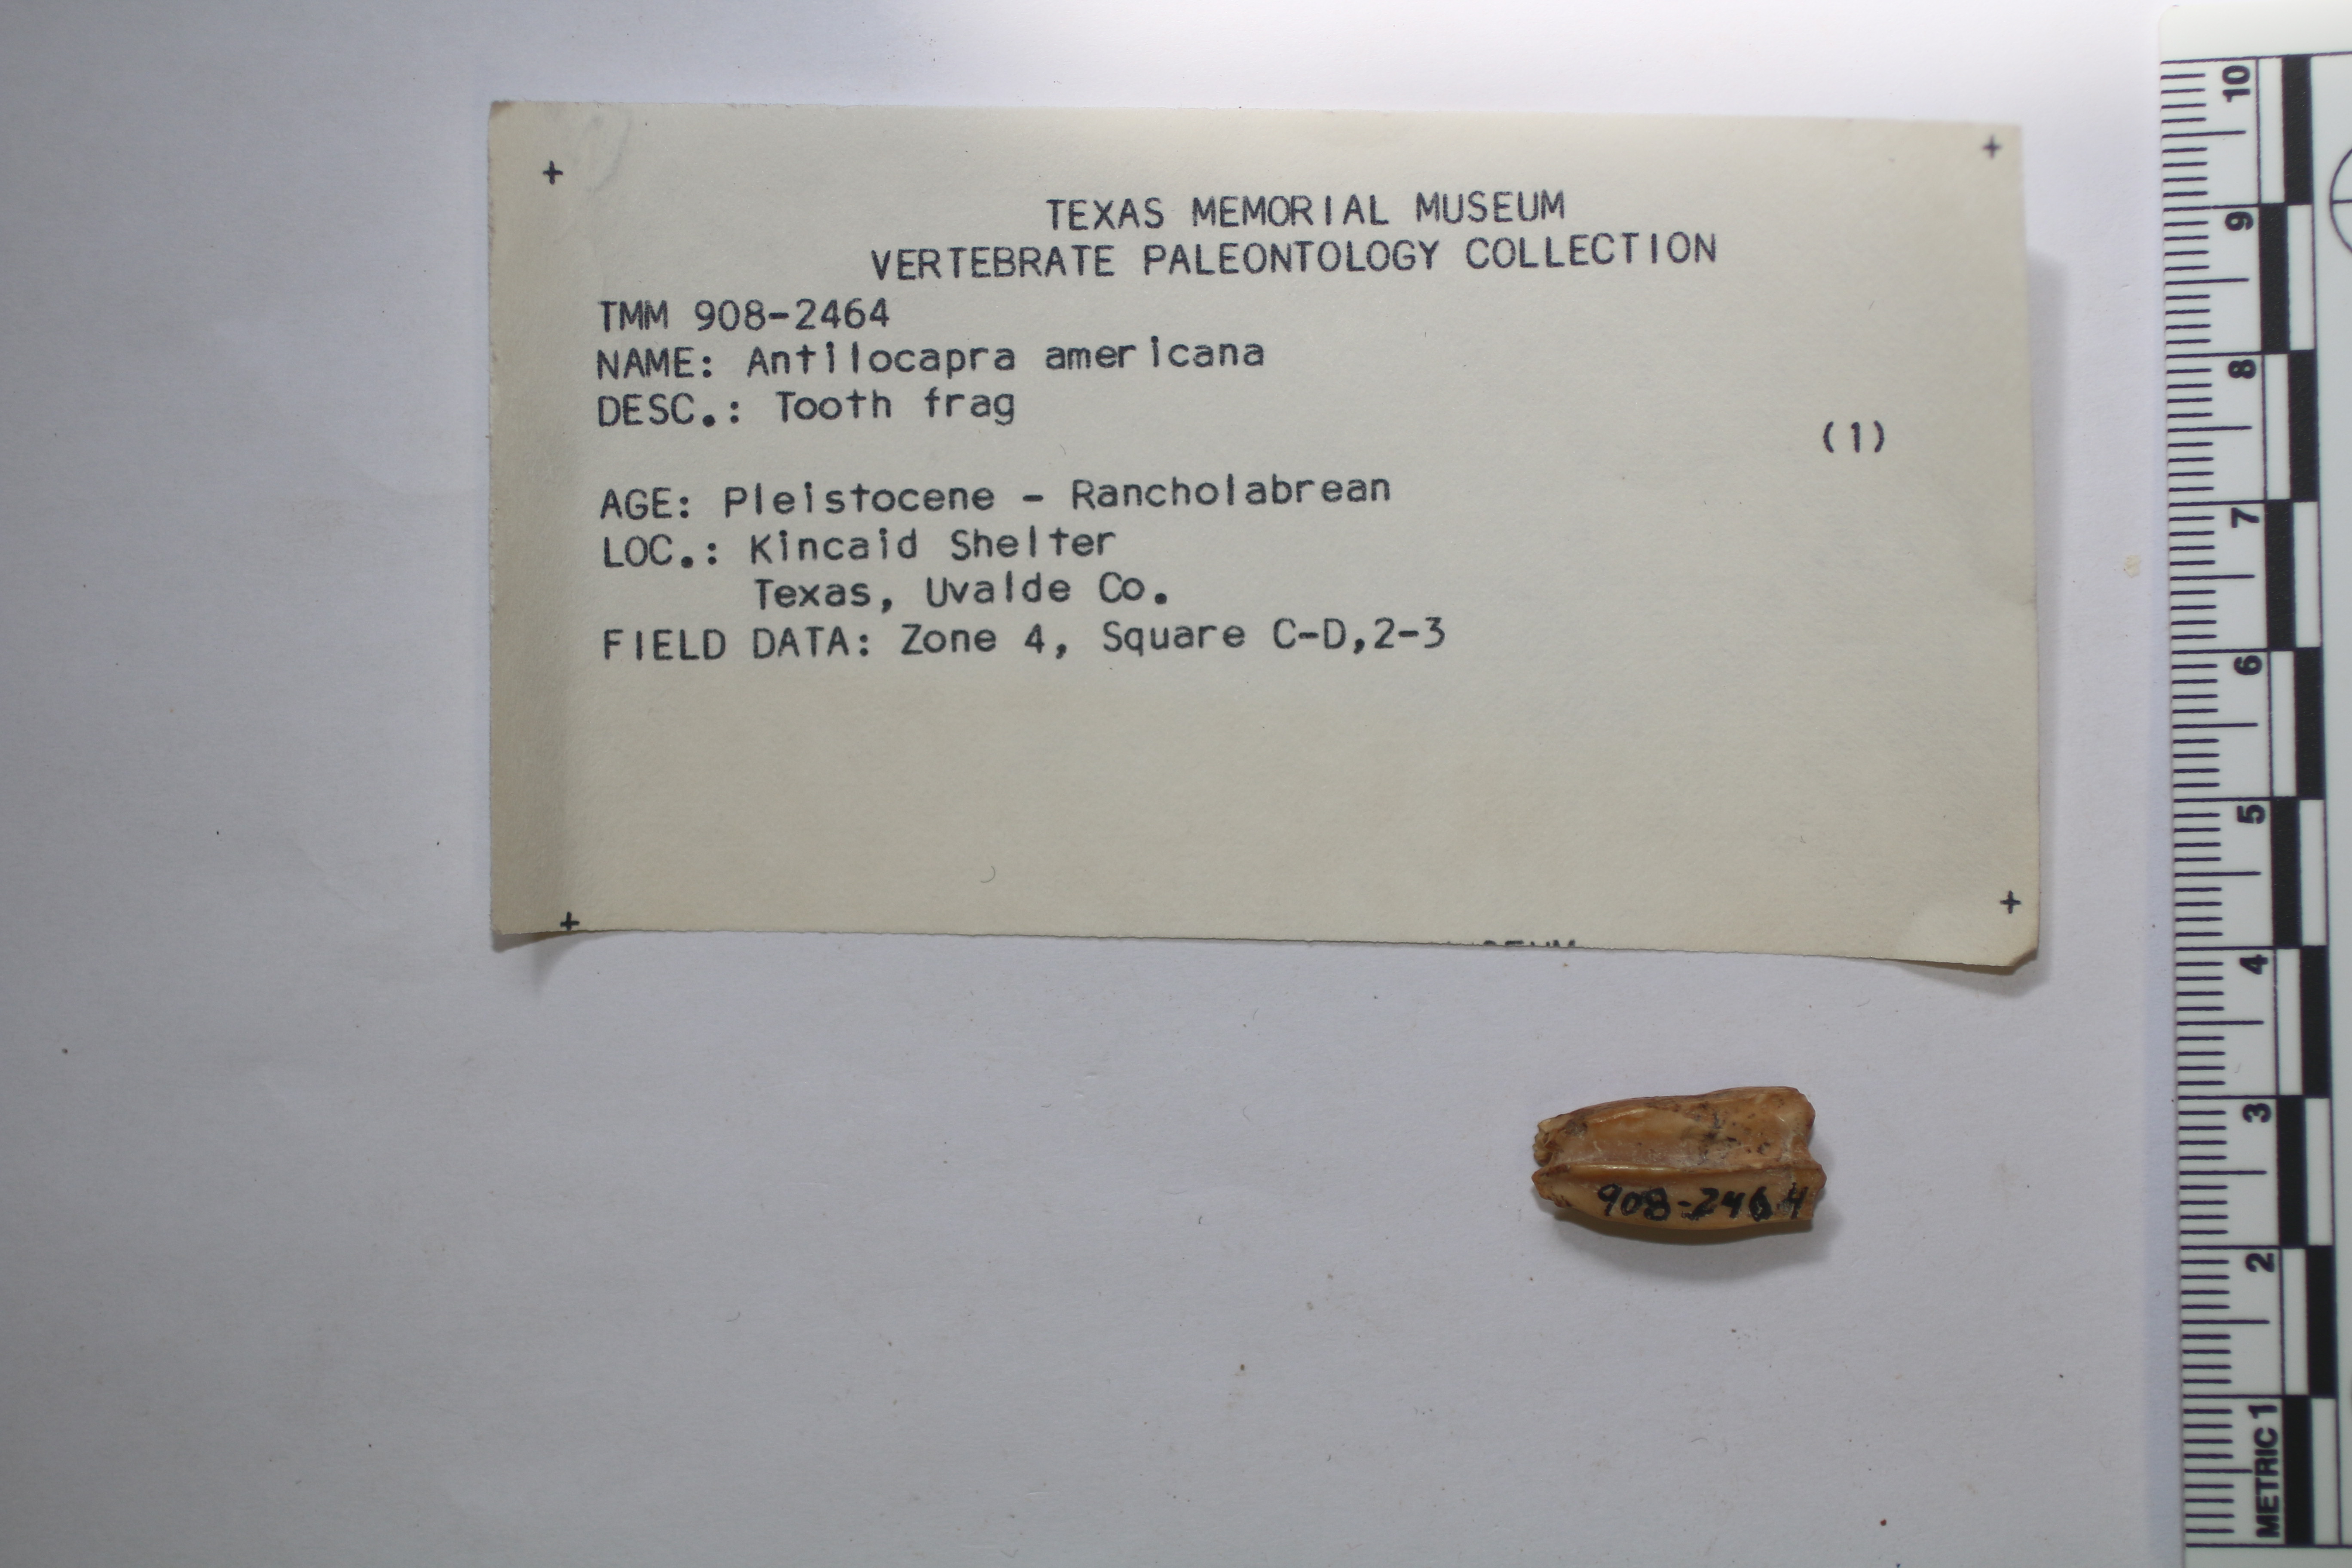 TEXAS MEMORIAL MUSEUM
VERTEBRATE PALEONTOLOGY COLLECTION
TMM 908-2464
NAME: Antilocapra americana
DESC.: Tooth frag
(1)
AGE: Pleistocene - Rancholabrean
LOC.: Kincaid Shelter
Texas, Uvalde Co.
FIELD DATA: Zone 4, Square C-D,2-3
908-2464
10
9
8
7
6
5
4
3
2
METRIC 1